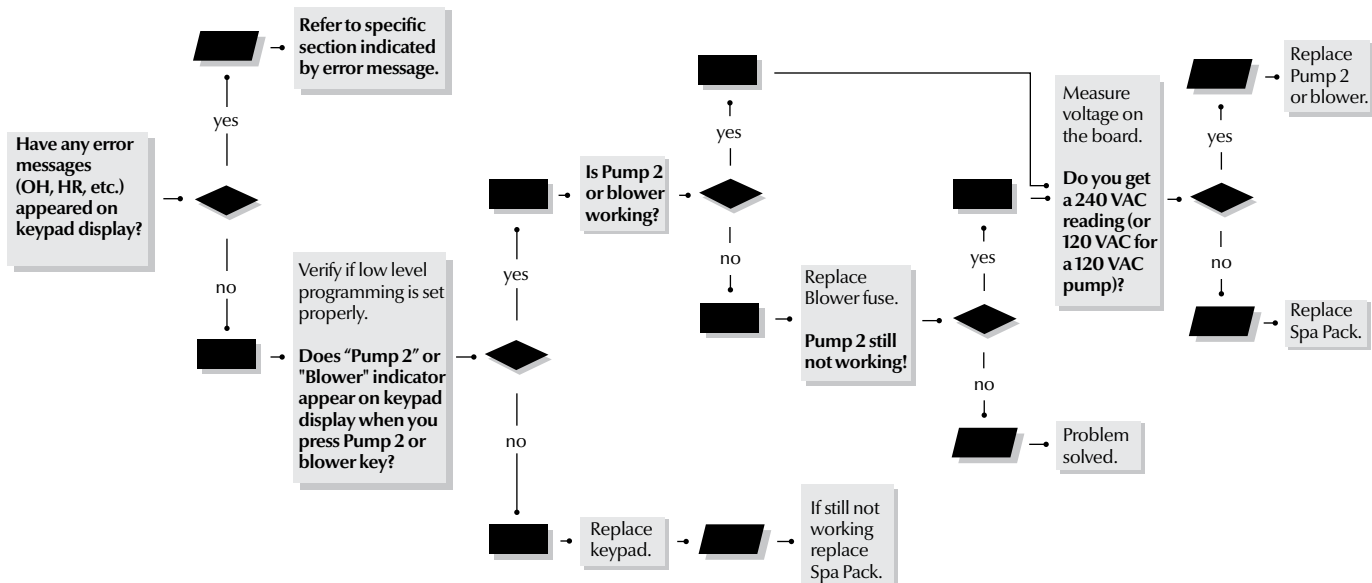 Refer to specific
section indicated
by error message.
yes
Have any error
messages
(OH, HR, etc.)
appeared on
keypad display?
no
Verify if low level
programming is set
properly.
Does “Pump 2” or
"Blower" indicator
appear on keypad
display when you
press Pump 2 or
blower key?
yes
Is Pump 2
or blower
working?
yes
no
Replace
Blower fuse.
Pump 2 still
not working!
yes
Measure
voltage on
the board.
Do you get
a 240 VAC
reading (or
120 VAC for
a 120 VAC
pump)?
yes
Replace
Pump 2
or blower.
no
Replace
Spa Pack.
no
Problem
solved.
no
Replace
keypad.
If still not
working
replace
Spa Pack.